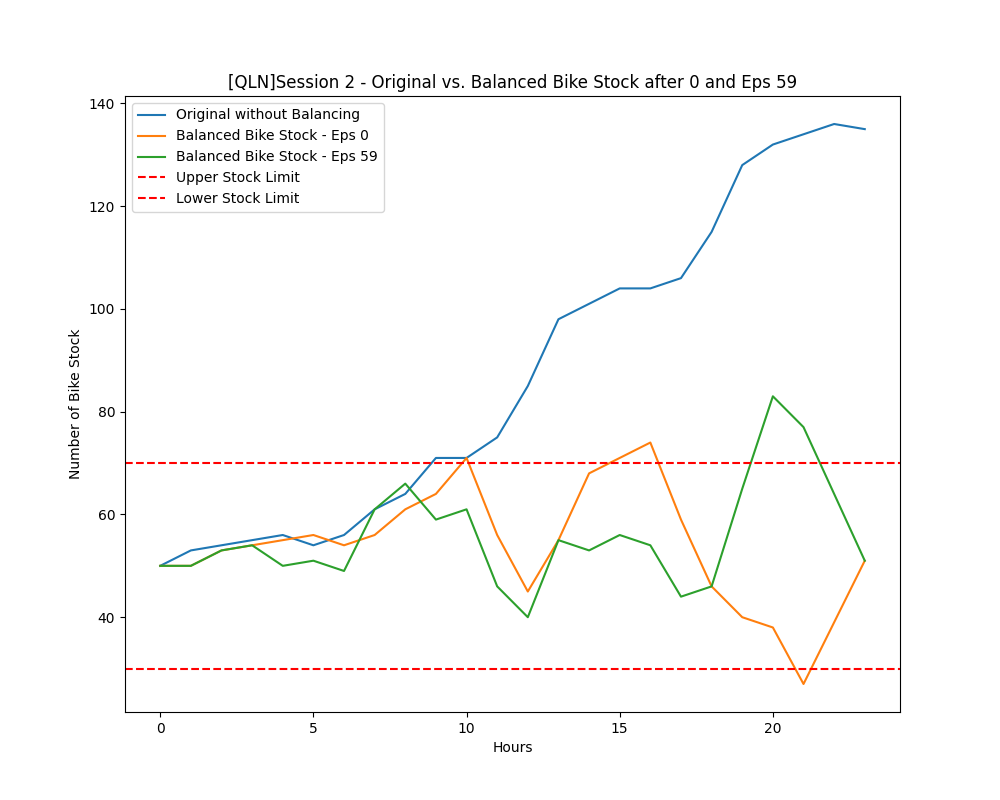 [QLN]Session 2 - Original vs. Balanced Bike Stock after 0 and Eps 59
Original without Balancing
Balanced Bike Stock - Eps 0
Balanced Bike Stock - Eps 59
Upper Stock Limit
Lower Stock Limit
Number of Bike Stock
140
120
100
80
60
40
0 5 10 15 20
Hours